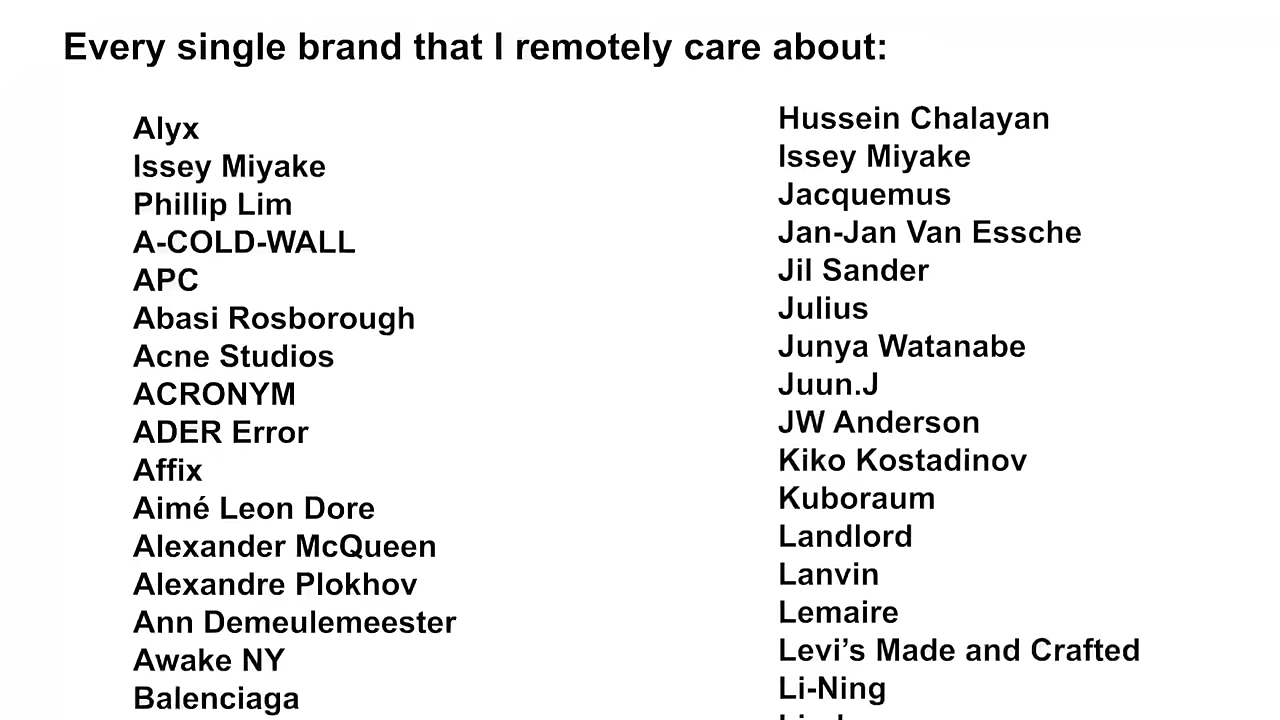 Every single brand that I remotely care about:
Alyx
Issey Miyake
Phillip Lim
A-COLD-WALL
APC
Abasi Rosborough
Acne Studios
ACRONYM
ADER Error
Affix
Aimé Leon Dore
Alexander McQueen
Alexandre Plokhov
Ann Demeulemeester
Awake NY
Balenciaga
Hussein Chalayan
Issey Miyake
Jacquemus
Jan-Jan Van Essche
Jil Sander
Julius
Junya Watanabe
Juun.J
JW Anderson
Kiko Kostadinov
Kuboraum
Landlord
Lanvin
Lemaire
Levi’s Made and Crafted
Li-Ning